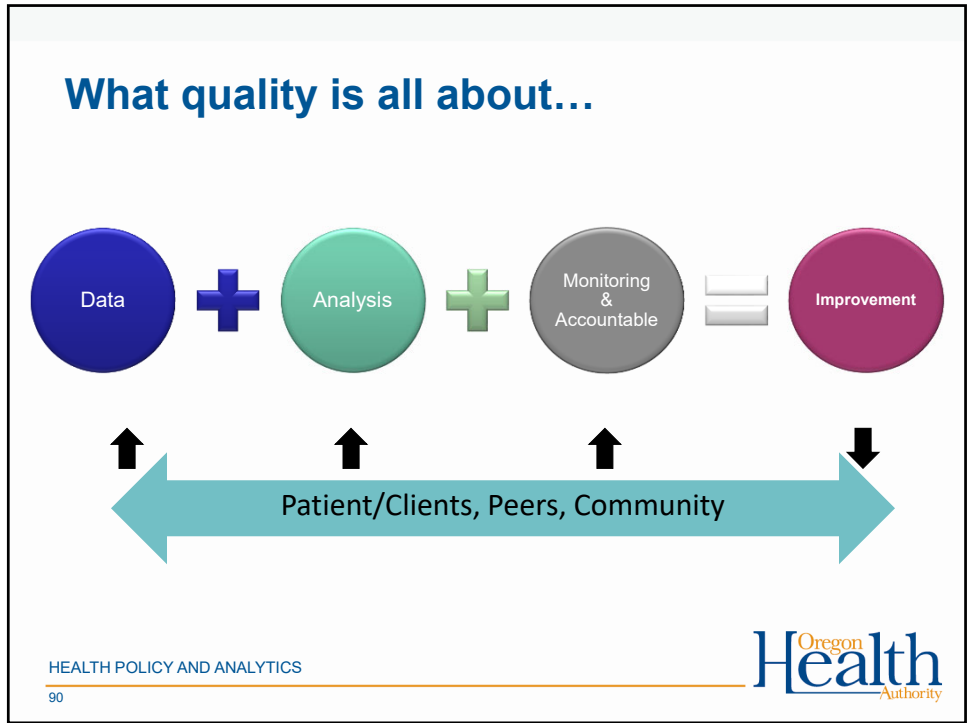 What quality is all about…
Data
Analysis
Monitoring
&
Accountable
Improvement
Patient/Clients, Peers, Community
HEALTH POLICY AND ANALYTICS
90
Oregon
Health
Authority